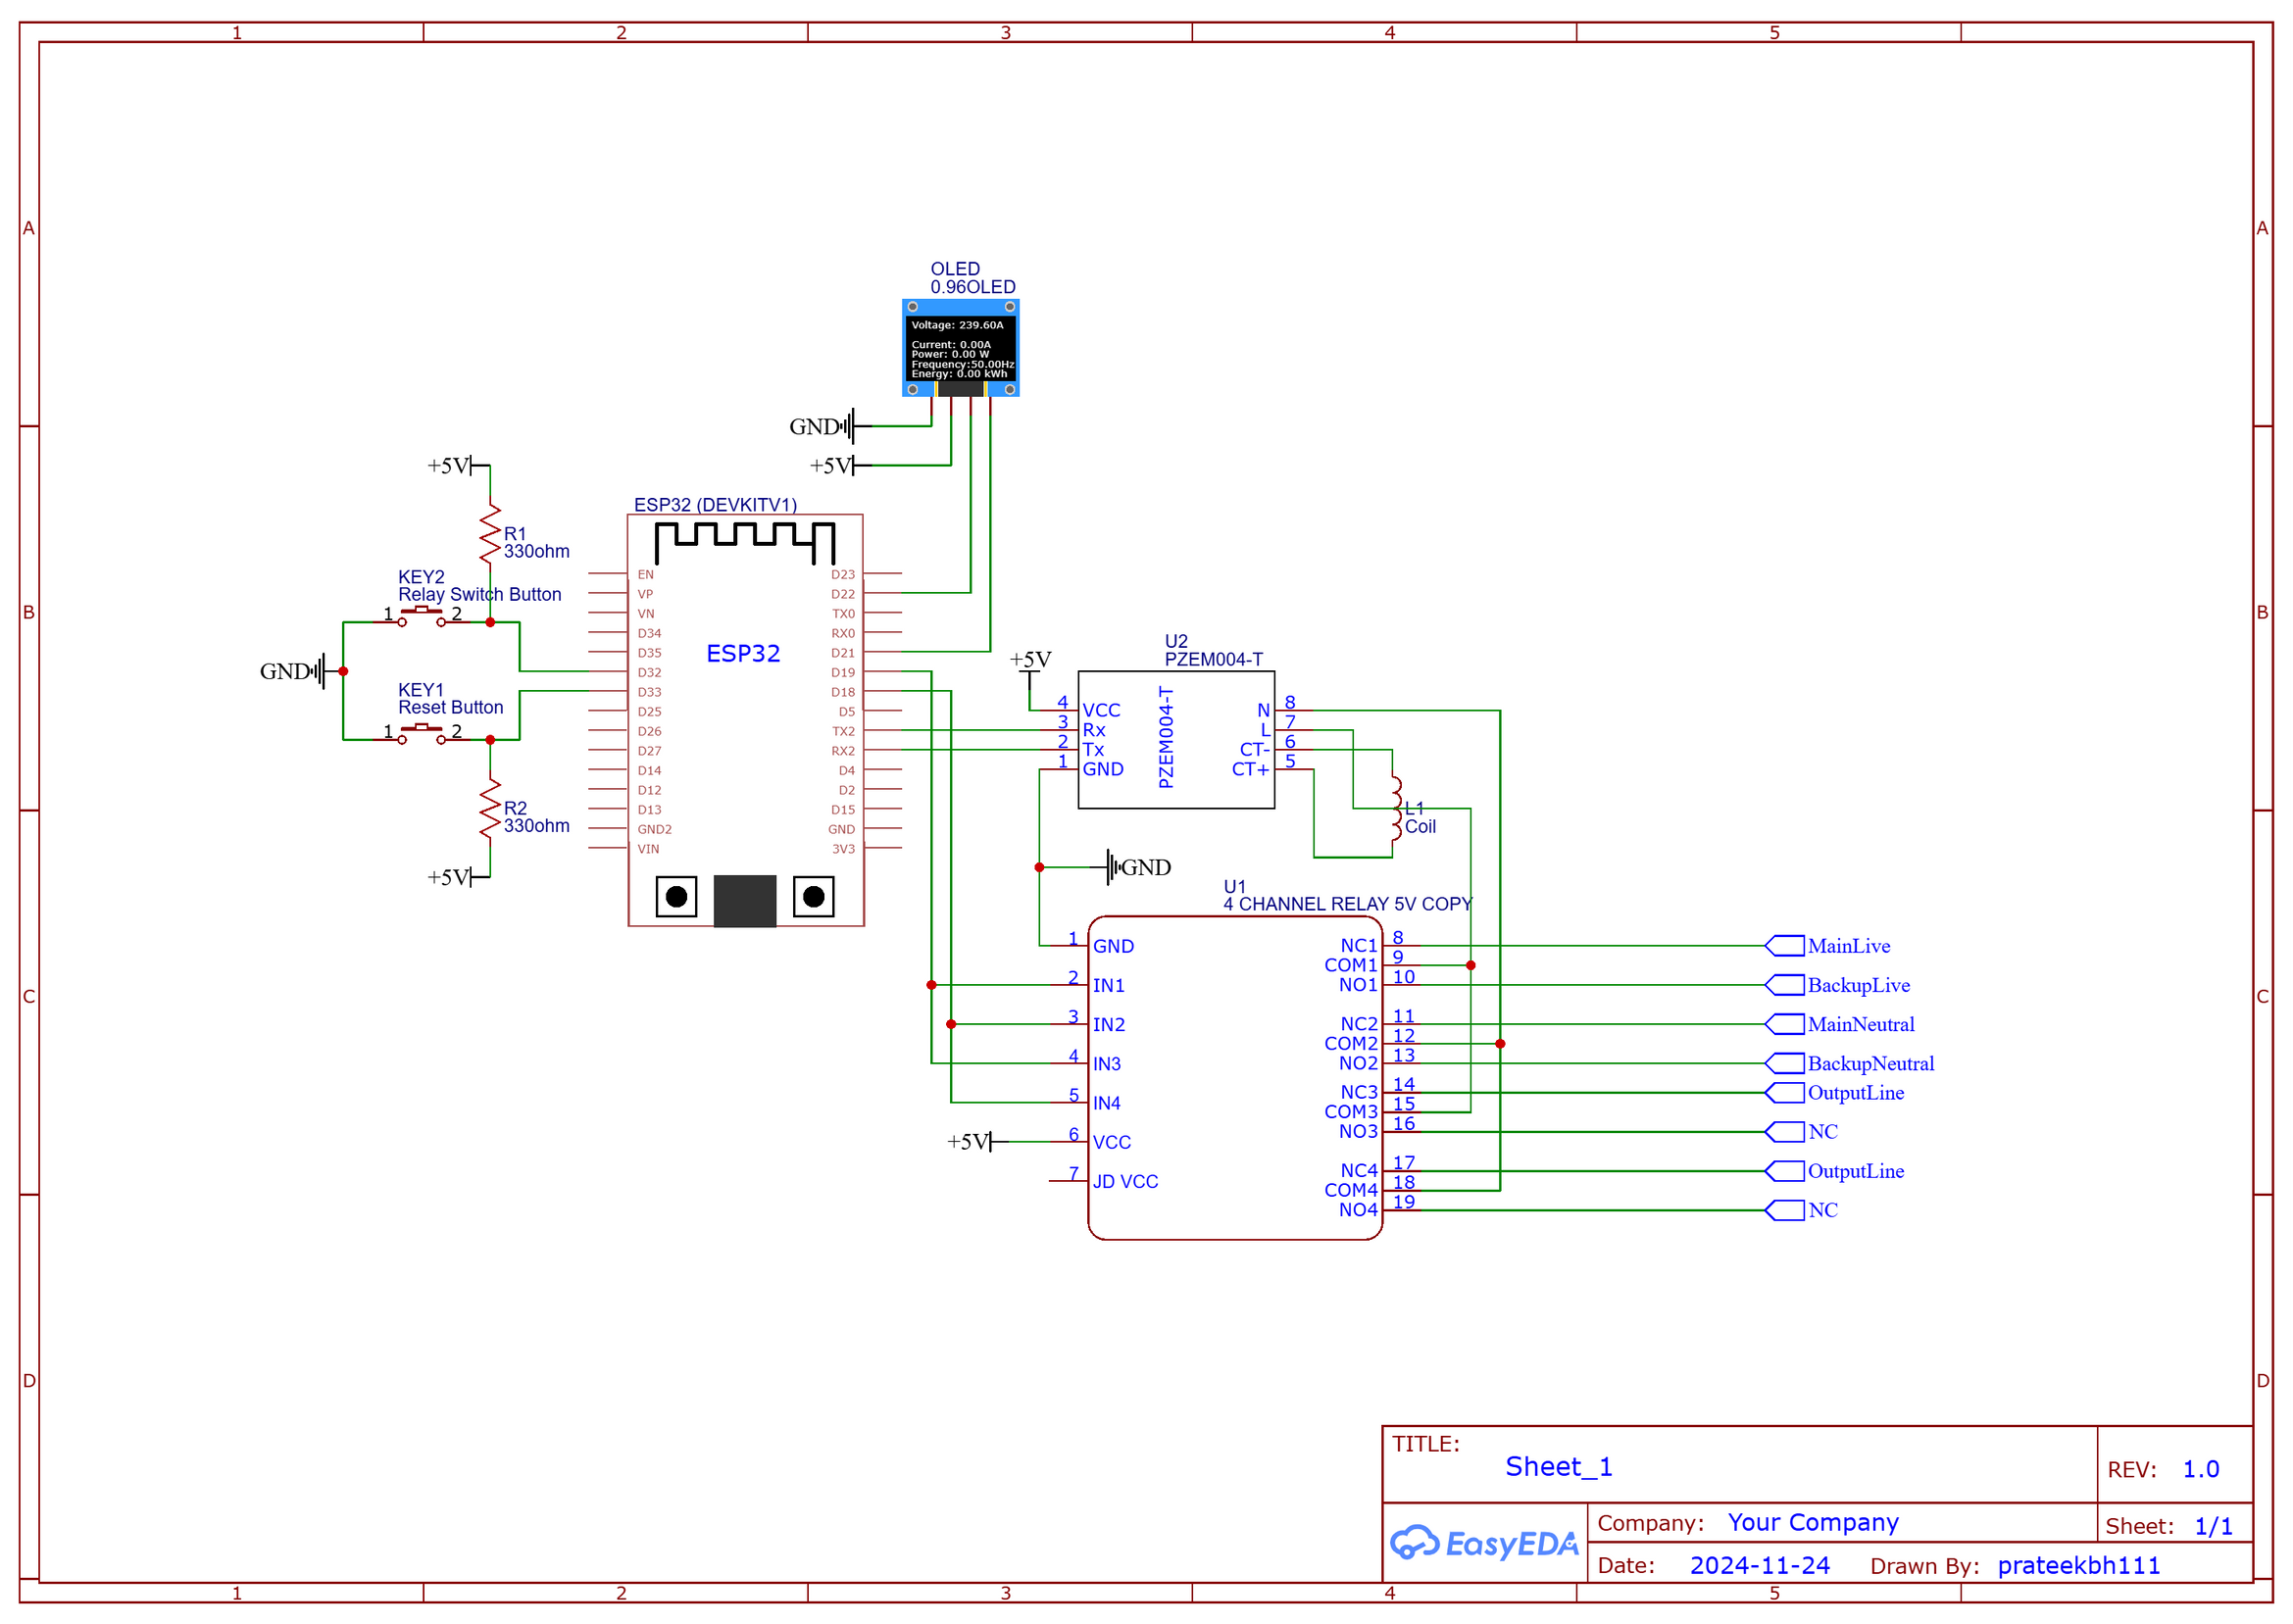 1 2 3 4 5
A A
B B
C C
D D
OLED
0.96OLED
Voltage: 239.60A
Current: 0.00A
Power: 0.00 W
Frequency:50.00Hz
Energy: 0.00 kWh
GND
+5V
+5V
R1
330ohm
KEY2
Relay Switch Button
1 2
GND
KEY1
Reset Button
1 2
R2
330ohm
+5V
ESP32 (DEVKITV1)
ESP32
EN D23
VP D22
VN TX0
D34 RX0
D35 D21
D32 D19
D33 D18
D25 D5
D26 TX2
D27 RX2
D14 D4
D12 D2
D13 D15
GND2 GND
VIN 3V3
+5V
U2
PZEM004-T
PZEM004-T
4 VCC N 8
3 Rx L 7
2 Tx CT- 6
1 GND CT+ 5
L1
Coil
GND
U1
4 CHANNEL RELAY 5V COPY
1 GND
2 IN1
3 IN2
4 IN3
5 IN4
+5V
6 VCC
7 JD VCC
NC1 8 MainLive
COM1 9
NO1 10 BackupLive
NC2 11 MainNeutral
COM2 12
NO2 13 BackupNeutral
NC3 14 OutputLine
COM3 15
NO3 16 NC
NC4 17 OutputLine
COM4 18
NO4 19 NC
TITLE:
Sheet_1
REV: 1.0
EasyEDA
Company: Your Company
Sheet: 1/1
Date: 2024-11-24 Drawn By: prateekbh111
1 2 3 4 5